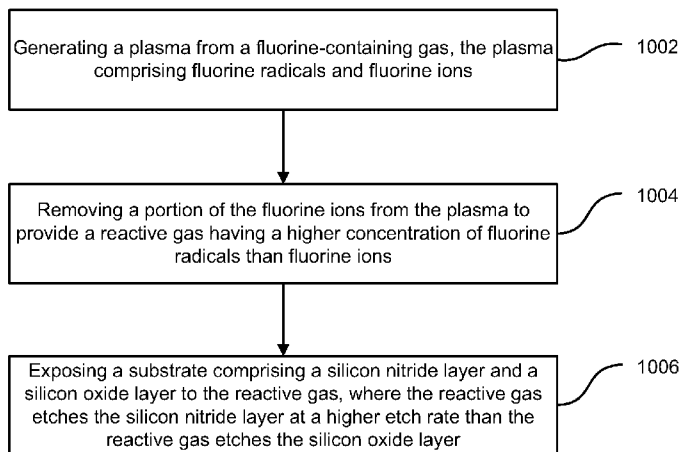 Generating a plasma from a fluorine-containing gas, the plasma
comprising fluorine radicals and fluorine ions
1002
Removing a portion of the fluorine ions from the plasma to
provide a reactive gas having a higher concentration of fluorine
radicals than fluorine ions
1004
Exposing a substrate comprising a silicon nitride layer and a
silicon oxide layer to the reactive gas, where the reactive gas
etches the silicon nitride layer at a higher etch rate than the
reactive gas etches the silicon oxide layer
1006